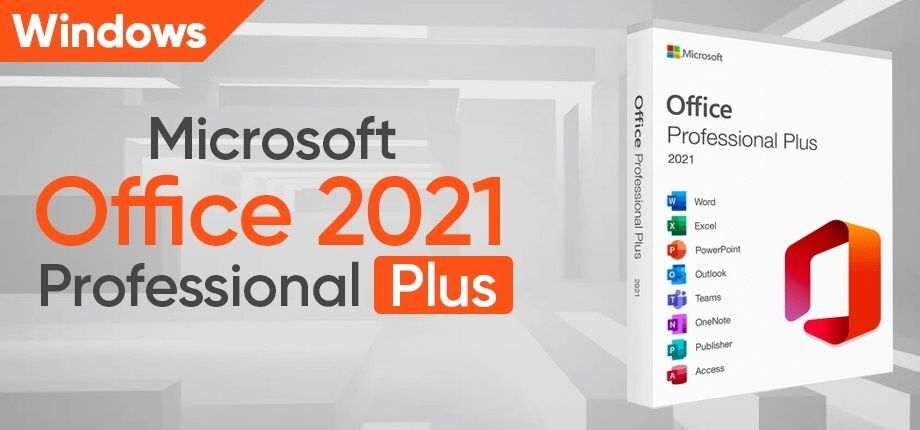 Windows
Microsoft
Office 2021
Professional Plus
Microsoft
Office
Professional Plus
2021
Word
Excel
PowerPoint
Outlook
Teams
OneNote
Publisher
Access
Office Professional Plus
2021